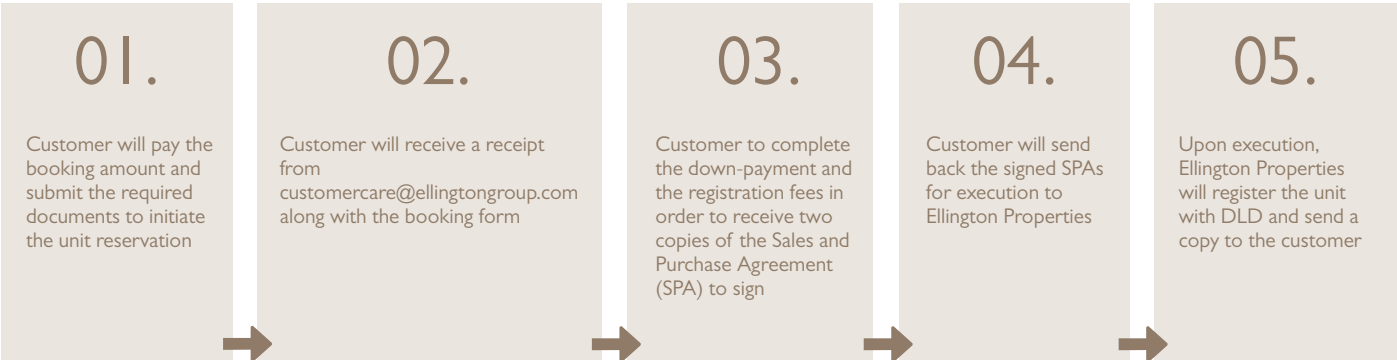 01.
Customer will pay the
booking amount and
submit the required
documents to initiate
the unit reservation
02.
Customer will receive a receipt
from
customercare@ellingtongroup.com
along with the booking form
03.
Customer to complete
the down-payment and
the registration fees in
order to receive two
copies of the Sales and
Purchase Agreement
(SPA) to sign
04.
Customer will send
back the signed SPAs
for execution to
Ellington Properties
05.
Upon execution,
Ellington Properties
will register the unit
with DLD and send a
copy to the customer